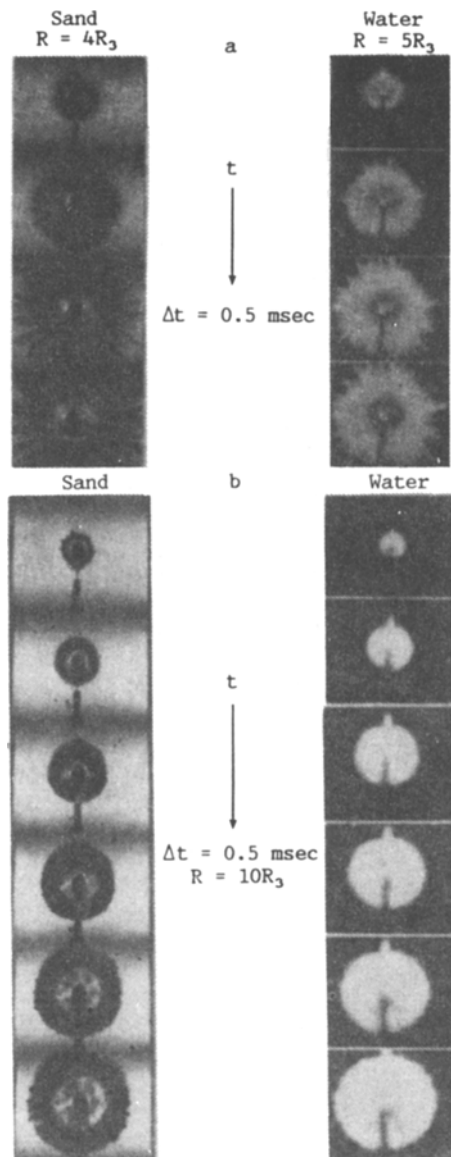 Sand
R = 4R₃
a
Water
R = 5R₃
t
Δt = 0.5 msec
Sand
b
Water
t
Δt = 0.5 msec
R = 10R₃